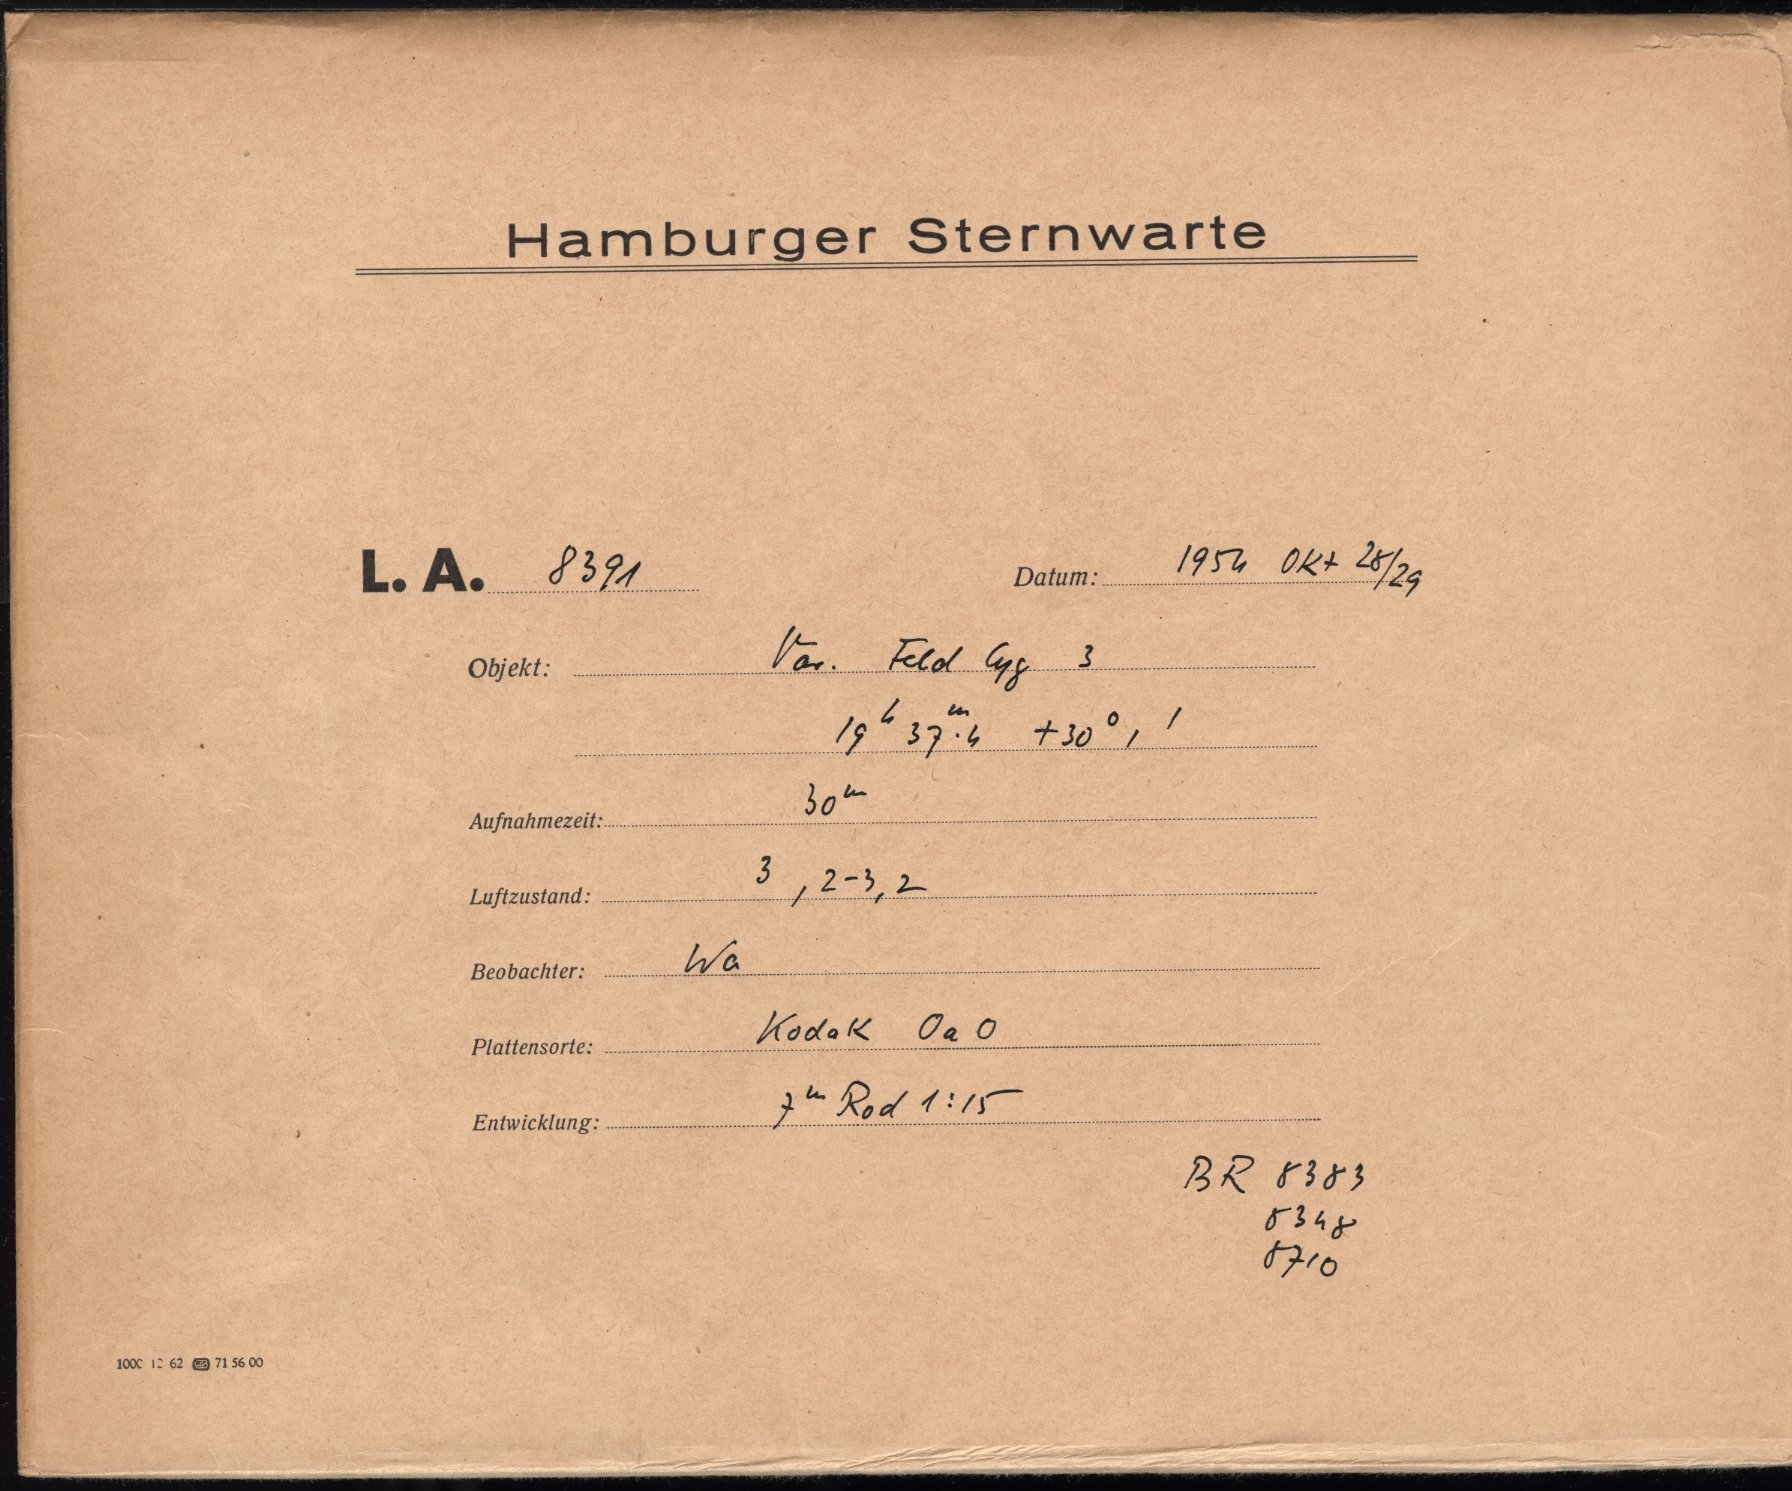 Hamburger Sternwarte
L. A. 8391 Datum: 1954 Okt 28/29
Objekt: Var. Feld Cyg 3
19ʰ 37ᵐ.4 +30°, 1
Aufnahmezeit: 30ᵐ
Luftzustand: 3, 2-3, 2
Beobachter: Wa
Plattensorte: Kodak OaO
Entwicklung: 7ᵐ Rod 1:15
BR 8383
8348
8710
1000 12 62 71 56 00